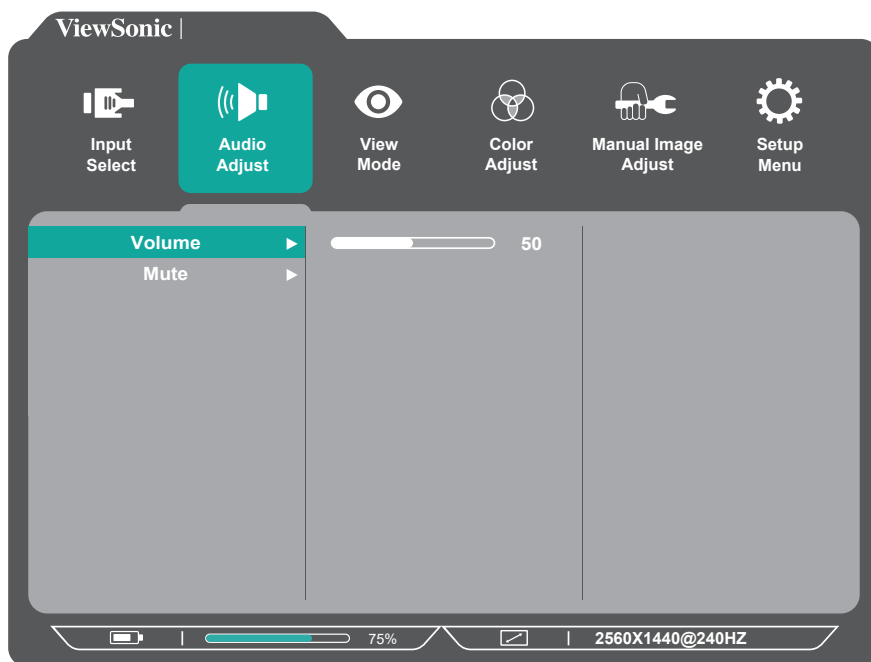 ViewSonic
Input
Select
Audio
Adjust
View
Mode
Color
Adjust
Manual Image
Adjust
Setup
Menu
Volume
50
Mute
75%
2560X1440@240HZ